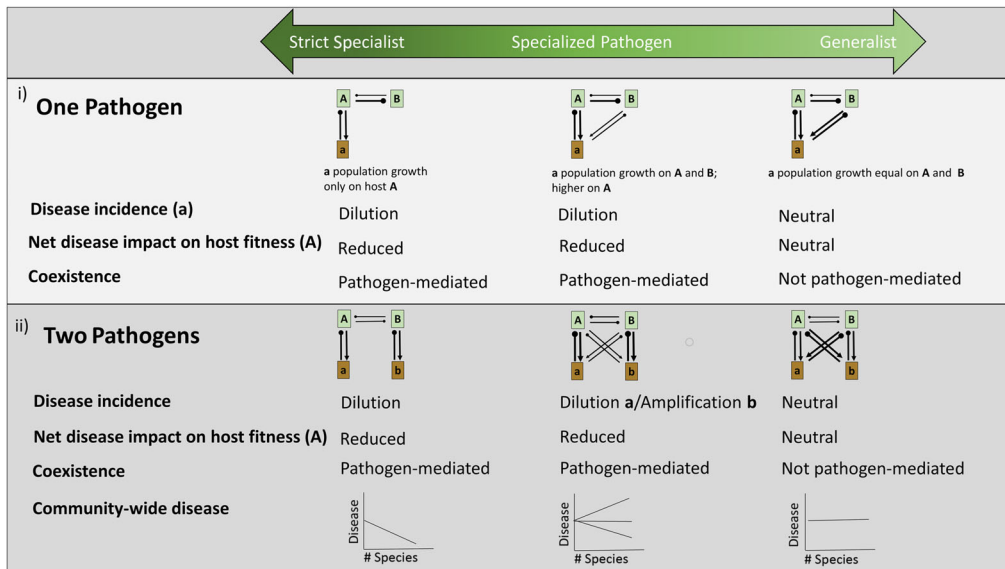 Strict Specialist Specialized Pathogen Generalist
i) One Pathogen
A B A B A B
a a a
a population growth only on host A
a population growth on A and B; higher on A
a population growth equal on A and B
Disease incidence (a) Dilution Dilution Neutral
Net disease impact on host fitness (A) Reduced Reduced Neutral
Coexistence Pathogen-mediated Pathogen-mediated Not pathogen-mediated
ii) Two Pathogens
A B A B A B
a b a b a b
Disease incidence Dilution Dilution a/Amplification b Neutral
Net disease impact on host fitness (A) Reduced Reduced Neutral
Coexistence Pathogen-mediated Pathogen-mediated Not pathogen-mediated
Community-wide disease
Disease Disease Disease
# Species # Species # Species